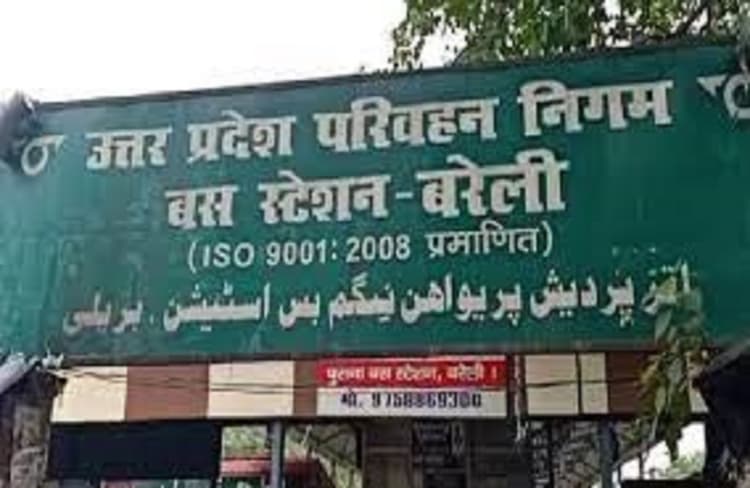 उत्तर प्रदेश परिवहन निगम
बस स्टेशन-बरेली
(ISO 9001:2008 प्रमाणित)
اتر پردیش پریواهن نیگم بس اسٹیشن ، بریلی
पुराना बस स्टेशन, बरेली ।
मो. 9758869300